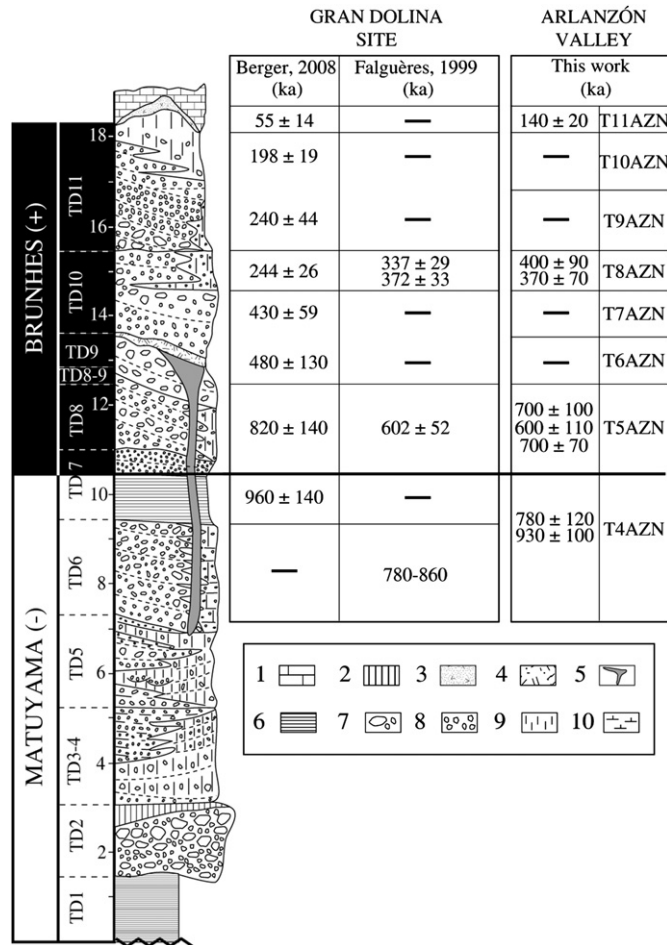 GRAN DOLINA
SITE
ARLANZÓN
VALLEY
Berger, 2008
(ka)
Falguères, 1999
(ka)
This work
(ka)
55 ± 14 — 140 ± 20 T11AZN
198 ± 19 — — T10AZN
240 ± 44 — — T9AZN
244 ± 26 337 ± 29 400 ± 90 T8AZN
372 ± 33 370 ± 70
430 ± 59 — — T7AZN
480 ± 130 — — T6AZN
820 ± 140 602 ± 52 700 ± 100 T5AZN
600 ± 110
700 ± 70
960 ± 140 — 780 ± 120 T4AZN
930 ± 100
— 780-860
BRUNHES (+)
MATUYAMA (-)
TD11
TD10
TD9
TD8-9
TD8
TD7
TD6
TD5
TD3-4
TD2
TD1
18
16
14
12
10
8
6
4
2
1 2 3 4 5
6 7 8 9 10